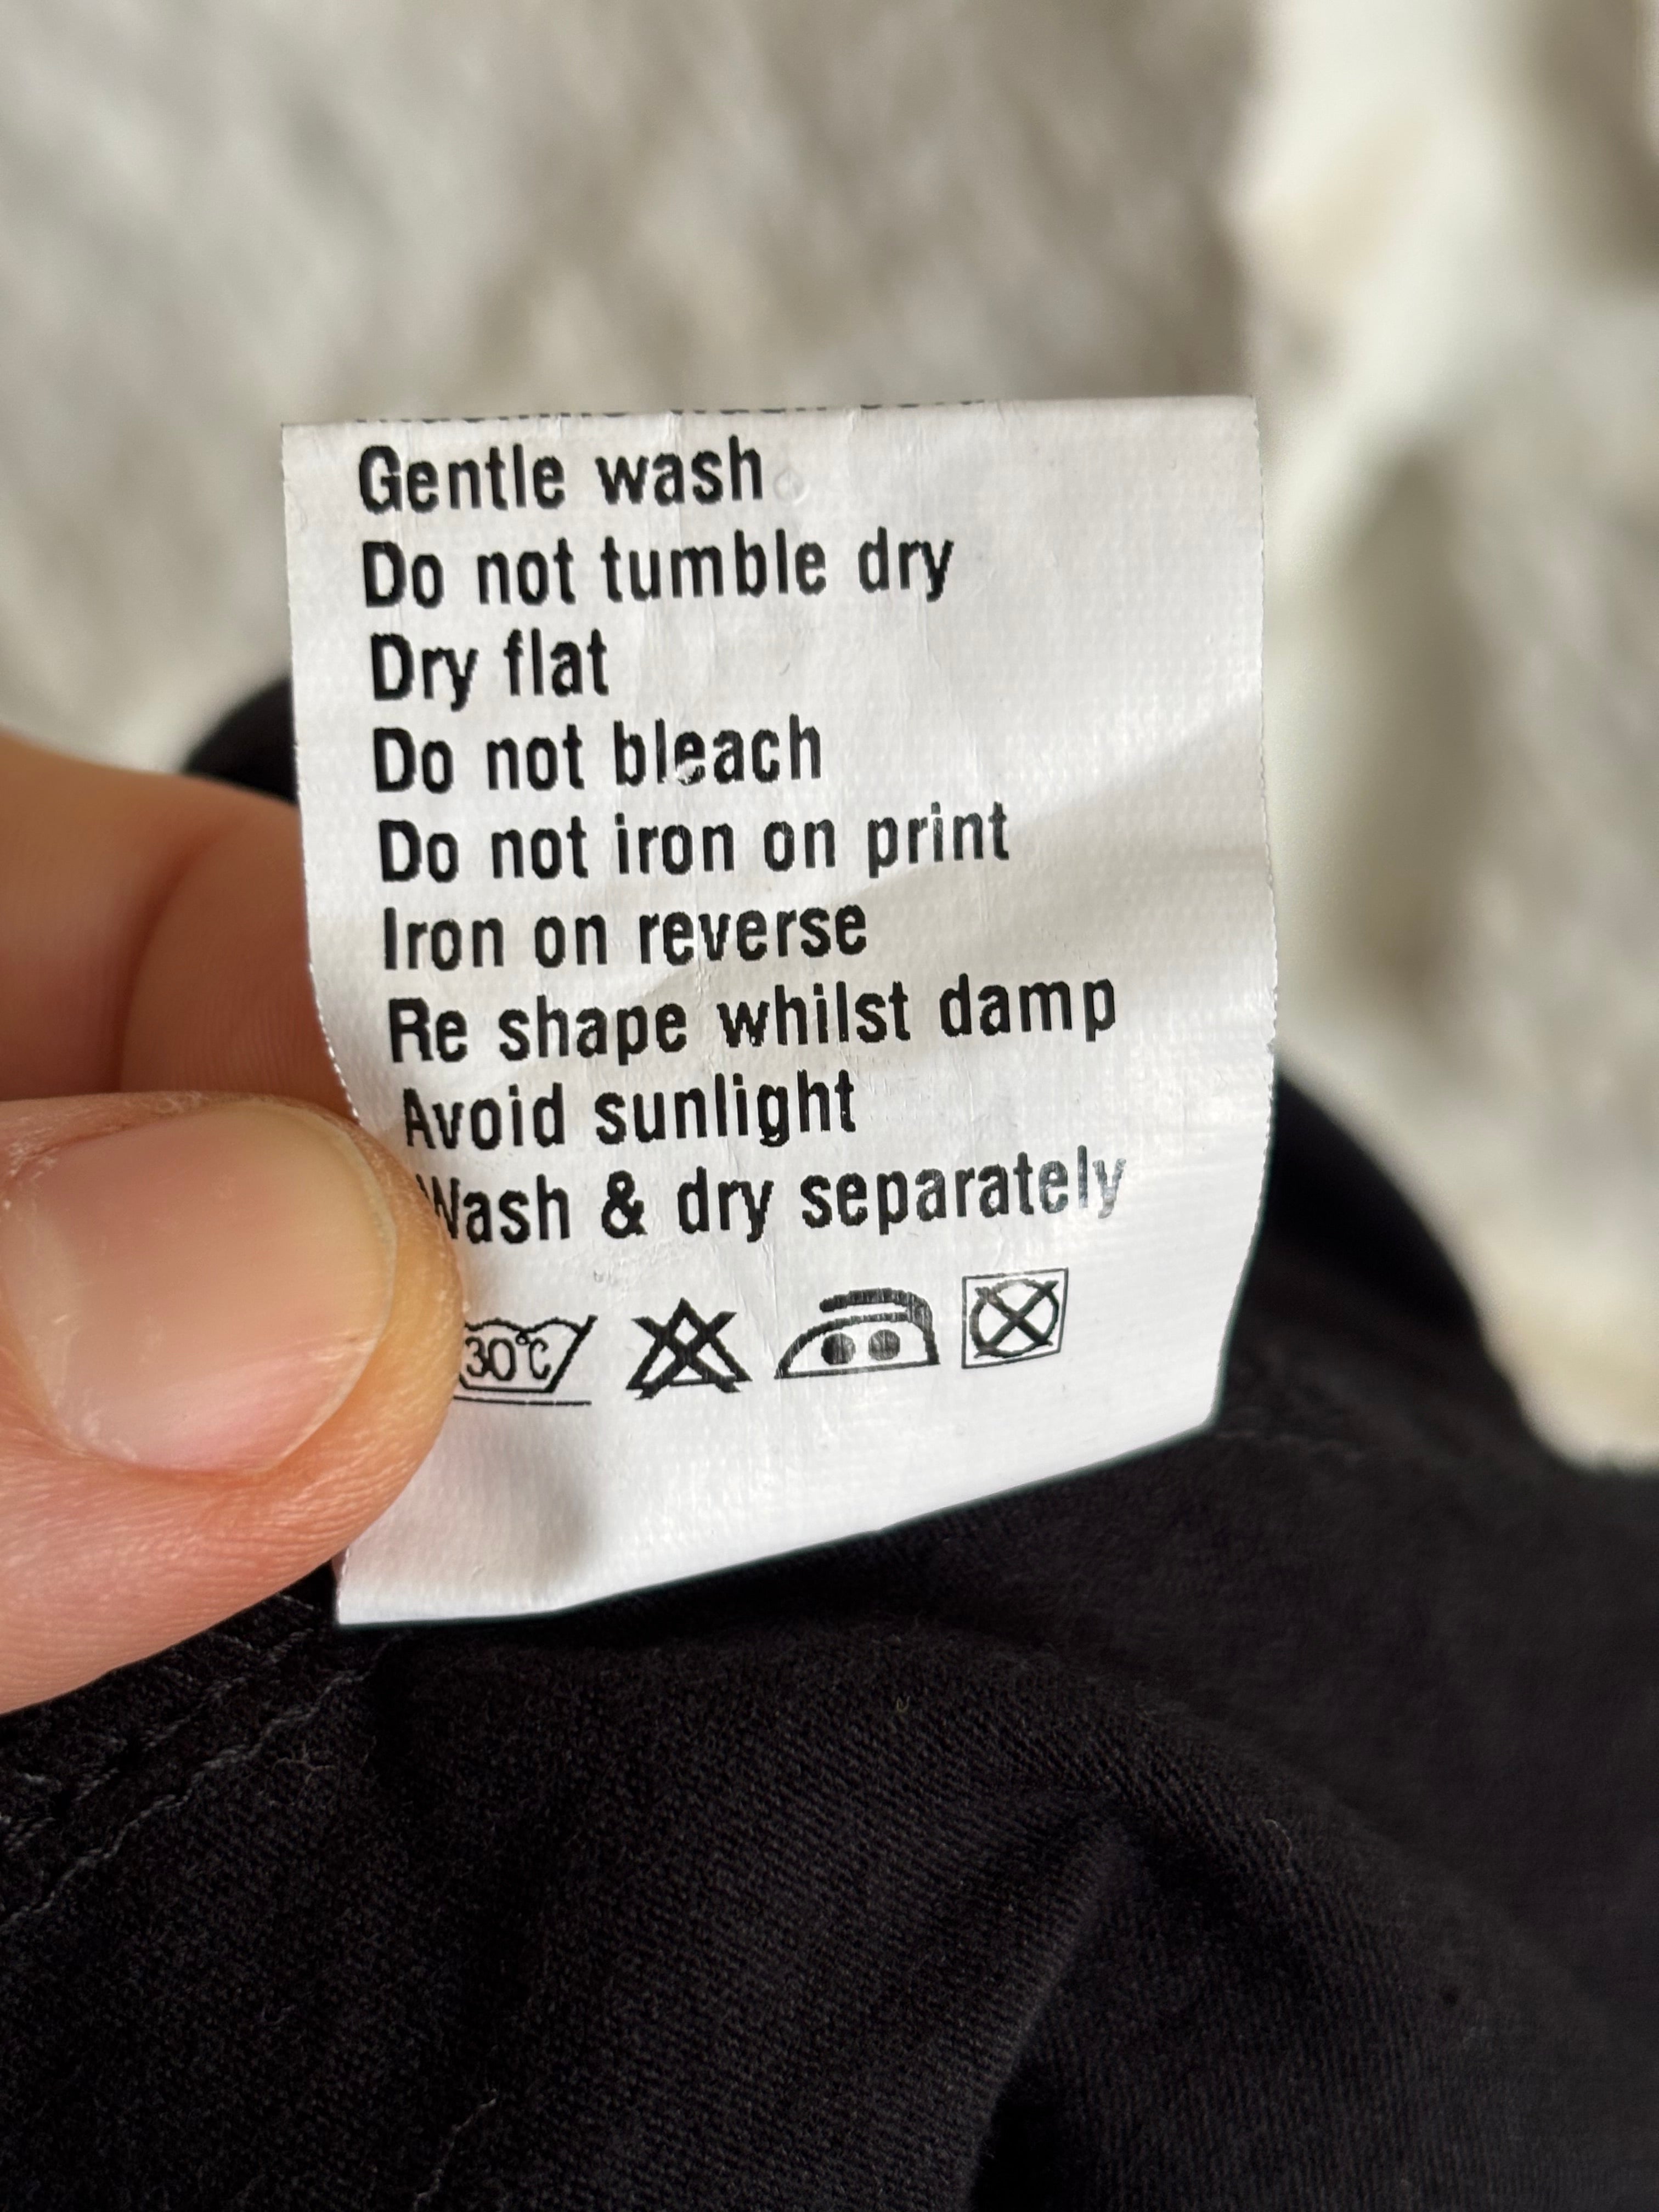 Gentle wash
Do not tumble dry
Dry flat
Do not bleach
Do not iron on print
Iron on reverse
Re shape whilst damp
Avoid sunlight
Wash & dry separately
30°C